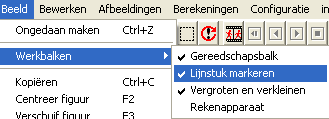 Beeld Bewerken Afbeeldingen Berekeningen Configuratie
Ongedaan maken Ctrl+Z
Werkbalken
Gereedschapsbalk
Lijnstuk markeren
Vergroten en verkleinen
Rekenapparaat
Kopiëren Ctrl+C
Centreer figuur F2
Verschuif figuur F3